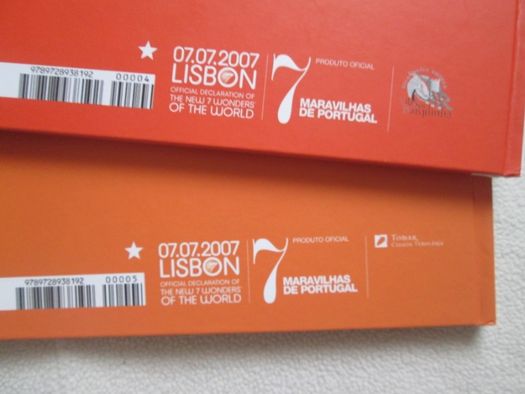 9789728938192 00004
07.07.2007
LISBON
OFFICIAL DECLARATION OF
THE NEW 7 WONDERS
OF THE WORLD
7
PRODUTO OFICIAL
MARAVILHAS
DE PORTUGAL
9789728938192 00005
07.07.2007
LISBON
OFFICIAL DECLARATION OF
THE NEW 7 WONDERS
OF THE WORLD
7
PRODUTO OFICIAL
MARAVILHAS
DE PORTUGAL
TOMAR
CIDADE TEMPLÁRIA